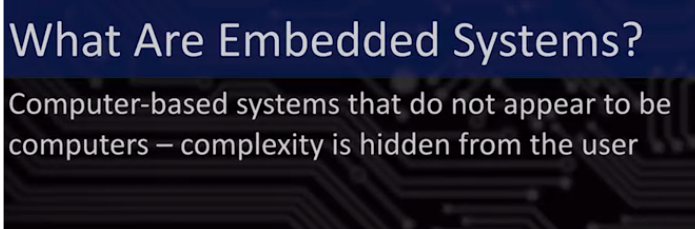 What Are Embedded Systems?
Computer-based systems that do not appear to be
computers – complexity is hidden from the user